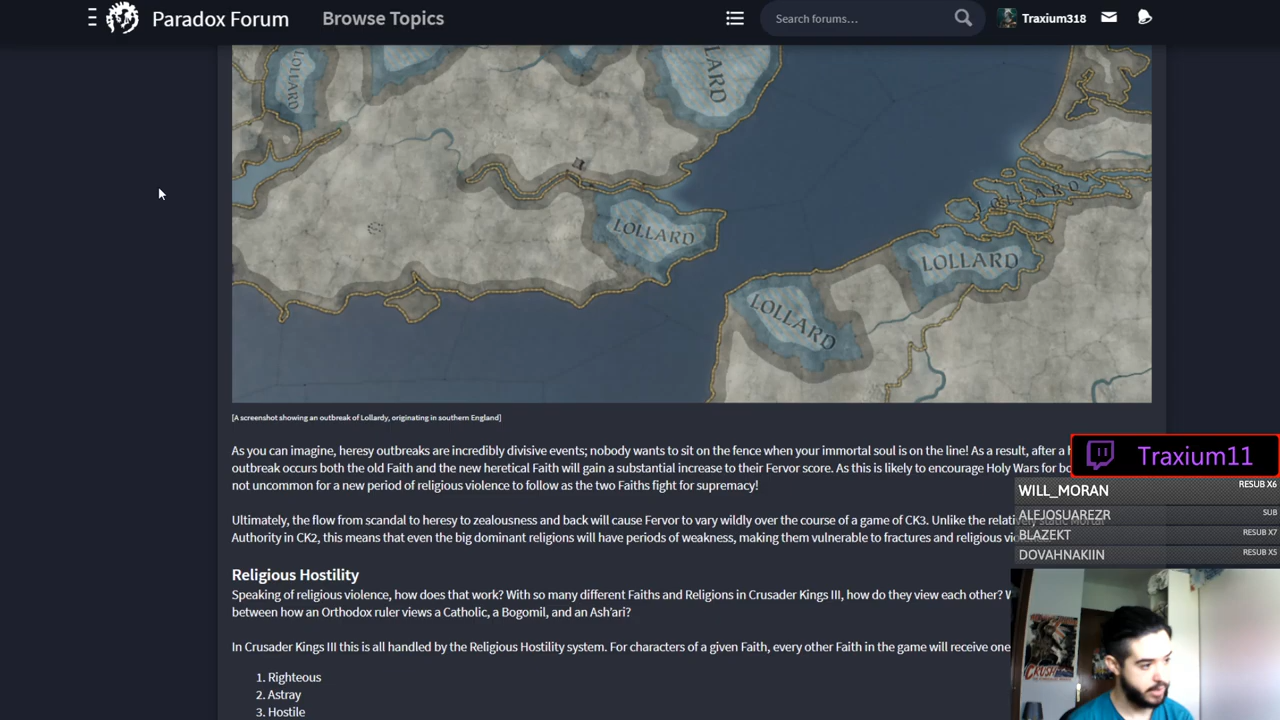 Paradox Forum
Browse Topics
Search forums...
Traxium318
LOLLARD
LOLLARD
LOLLARD
LOLLARD
LOLLARD
LOLLARD
[A screenshot showing an outbreak of Lollardy, originating in southern England]
As you can imagine, heresy outbreaks are incredibly divisive events; nobody wants to sit on the fence when your immortal soul is on the line! As a result, after a
outbreak occurs both the old Faith and the new heretical Faith will gain a substantial increase to their Fervor score. As this is likely to encourage Holy Wars for
not uncommon for a new period of religious violence to follow as the two Faiths fight for supremacy!
Ultimately, the flow from scandal to heresy to zealousness and back will cause Fervor to vary wildly over the course of a game of CK3. Unlike the
Authority in CK2, this means that even the big dominant religions will have periods of weakness, making them vulnerable to fractures and religious
Religious Hostility
Speaking of religious violence, how does that work? With so many different Faiths and Religions in Crusader Kings III, how do they view each other?
between how an Orthodox ruler views a Catholic, a Bogomil, and an Ash'ari?
In Crusader Kings III this is all handled by the Religious Hostility system. For characters of a given Faith, every other Faith in the game will receive one
1. Righteous
2. Astray
3. Hostile
Traxium11
WILL_MORAN RESUB X6
ALEJOSUAREZR SUB
BLAZEKT RESUB X7
DOVAHNAKIIN RESUB X5
CRUSH